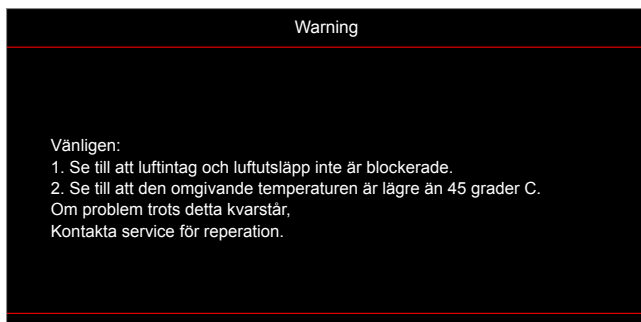 Warning
Vänligen:
1. Se till att luftintag och luftutsläpp inte är blockerade.
2. Se till att den omgivande temperaturen är lägre än 45 grader C.
Om problem trots detta kvarstår,
Kontakta service för reperation.